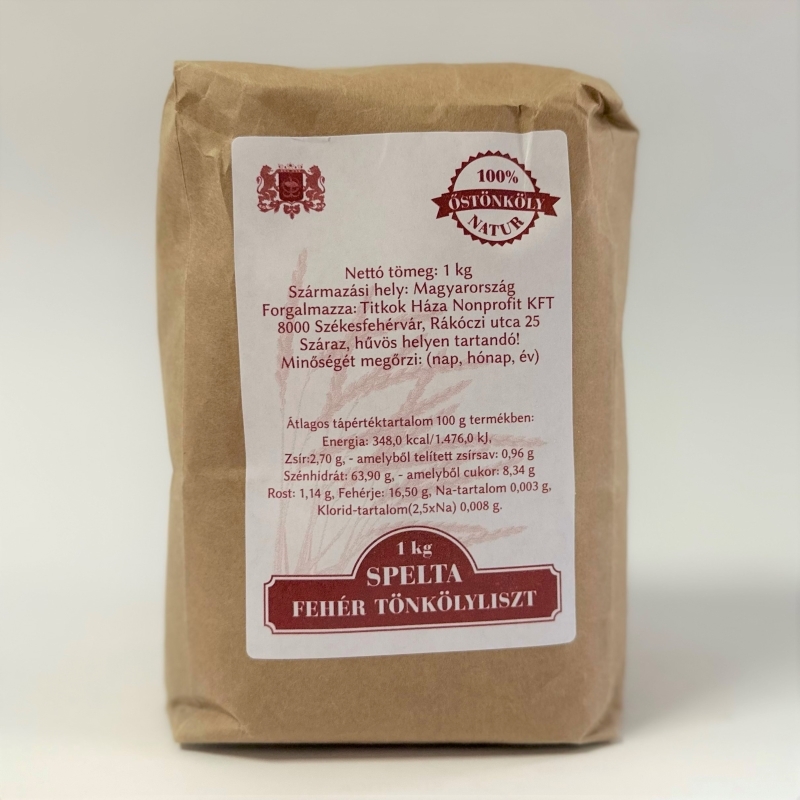 100%
ŐSTÖNKÖLY
NATUR
Nettó tömeg: 1 kg
Származási hely: Magyarország
Forgalmazza: Titkok Háza Nonprofit KFT
8000 Székesfehérvár, Rákóczi utca 25
Száraz, hűvös helyen tartandó!
Minőségét megőrzi: (nap, hónap, év)
Átlagos tápértéktartalom 100 g termékben:
Energia: 348,0 kcal/1.476,0 kJ,
Zsír:2,70 g, - amelyből telített zsírsav: 0,96 g
Szénhidrát: 63,90 g, - amelyből cukor: 8,34 g
Rost: 1,14 g, Fehérje: 16,50 g, Na-tartalom 0,003 g,
Klorid-tartalom(2,5xNa) 0,008 g.
1 kg
SPELTA
FEHÉR TÖNKÖLYLISZT